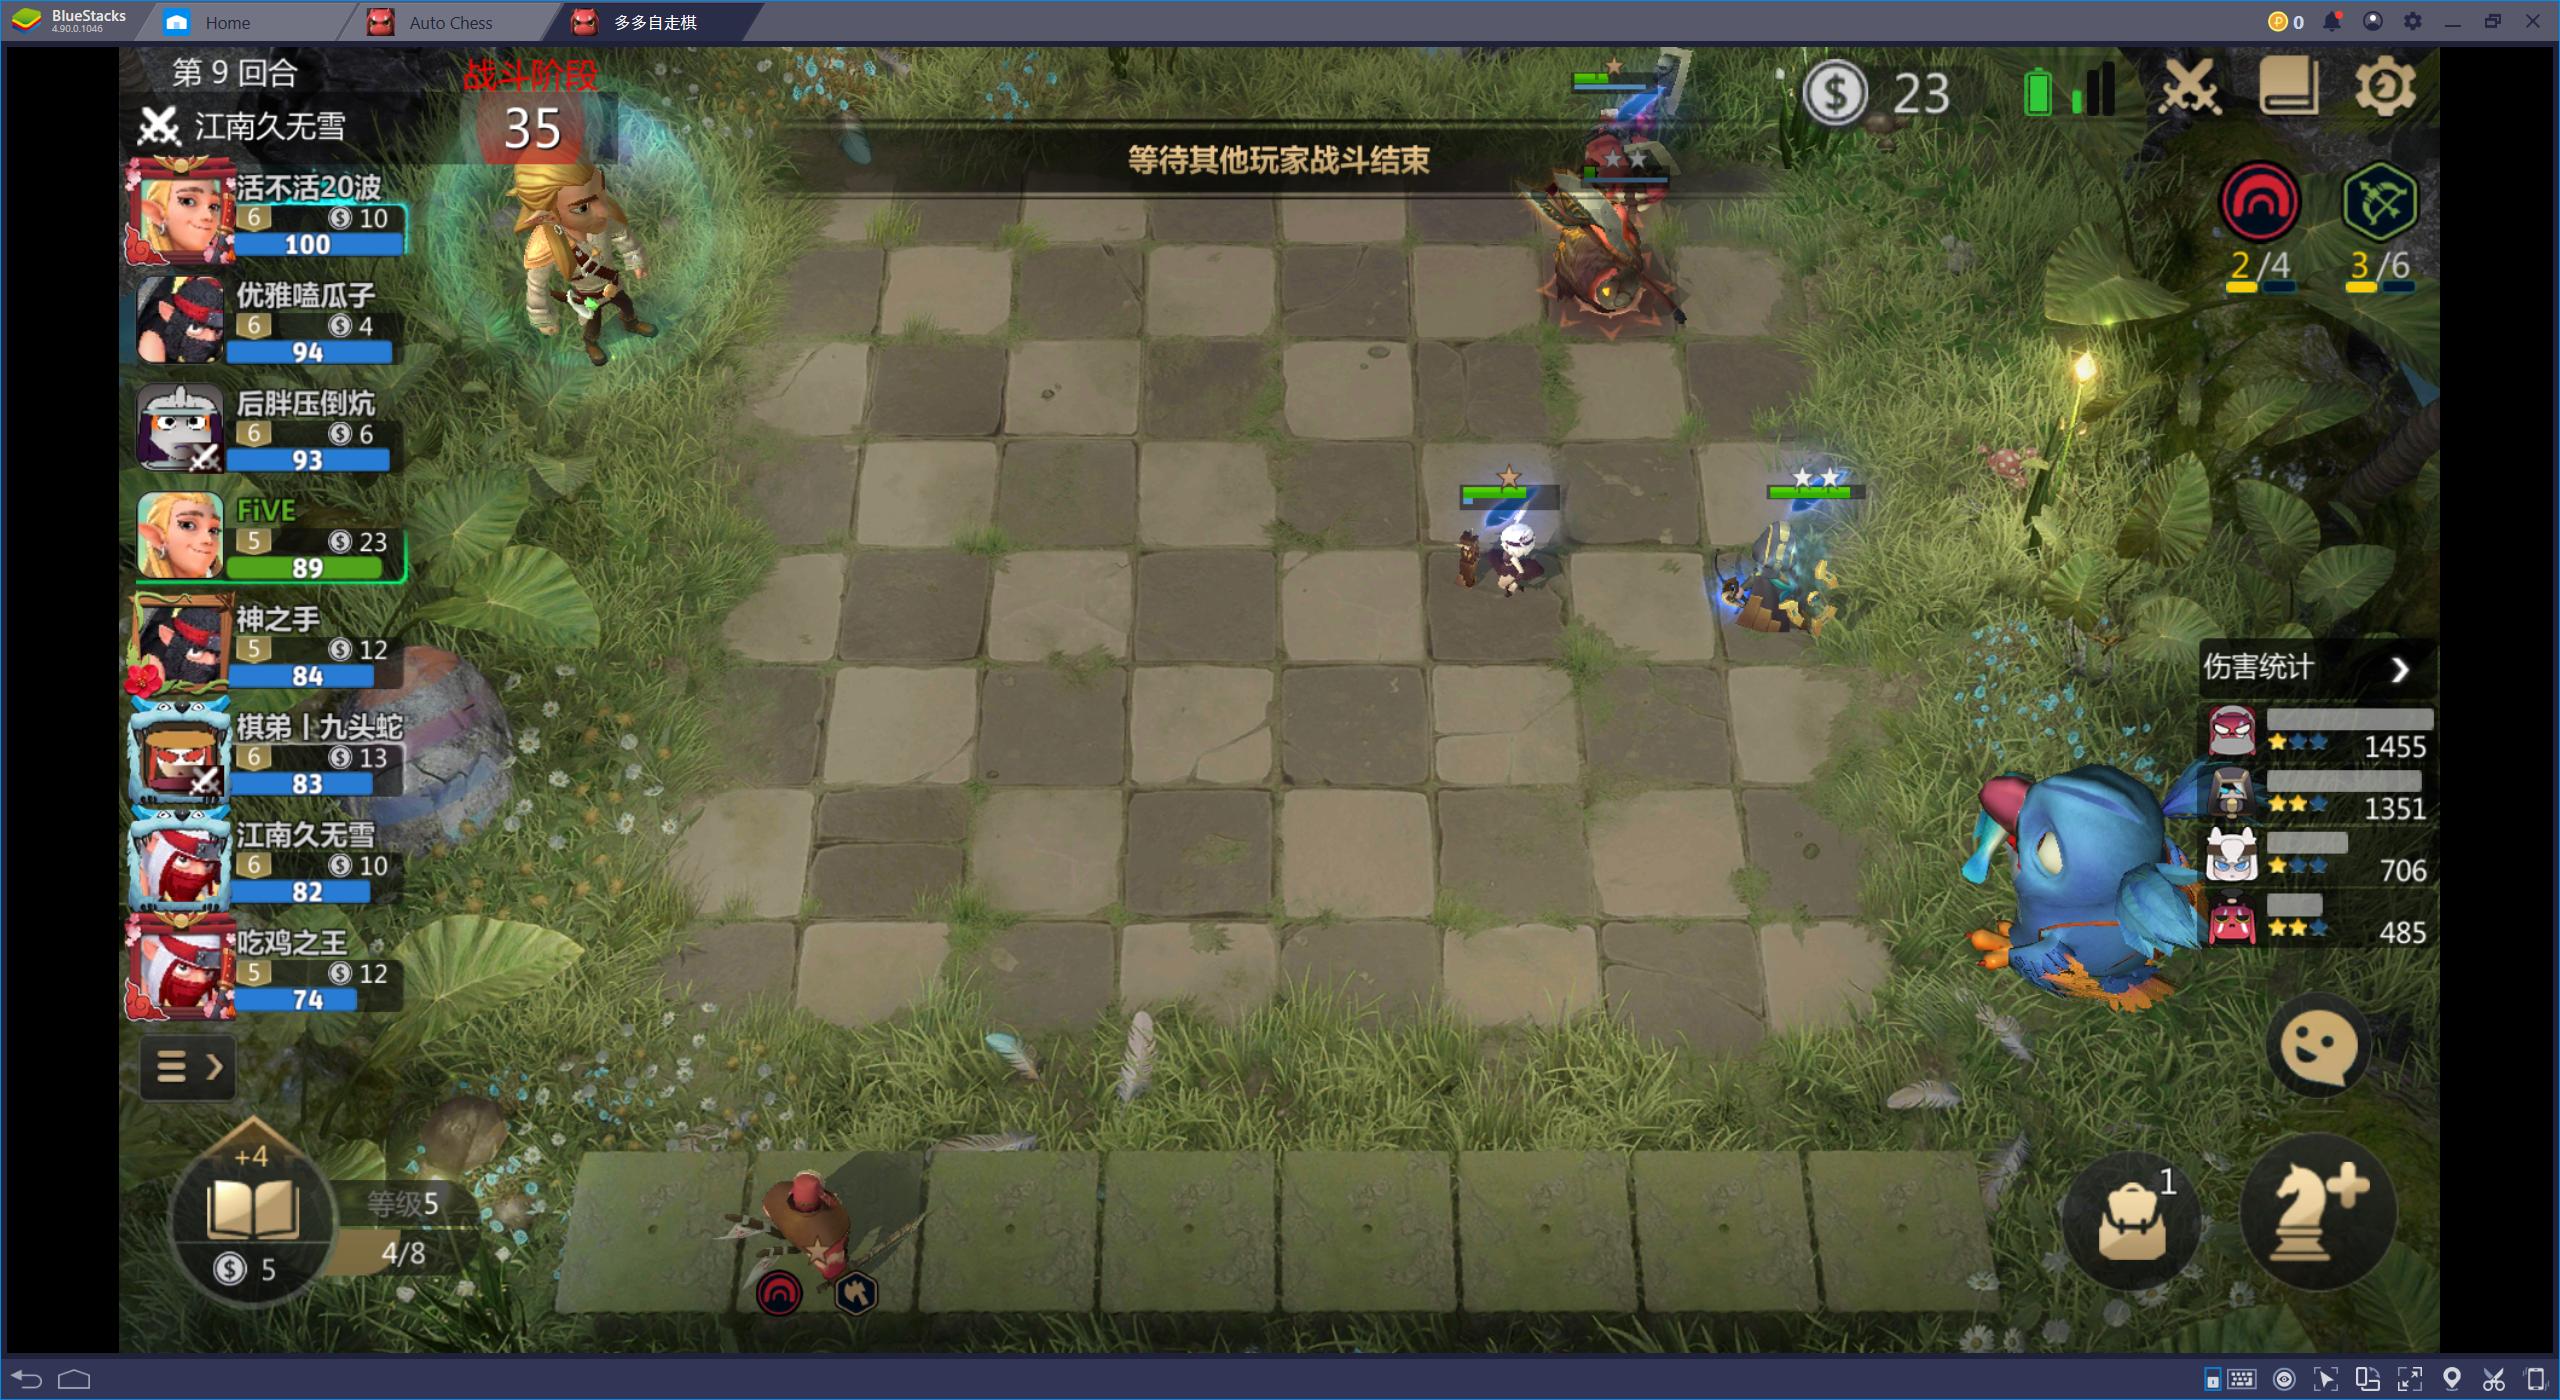 BlueStacks
4.90.0.1046
Home
Auto Chess
多多自走棋
0
第 9 回合
战斗阶段
江南久无雪
35
等待其他玩家战斗结束
23
2/4
3/6
活不活20波
6
10
100
优雅嗑瓜子
6
4
94
后胖压倒炕
6
6
93
FiVE
5
23
89
神之手
5
12
84
棋弟丨九头蛇
6
13
83
江南久无雪
6
10
82
吃鸡之王
5
12
74
伤害统计
1455
1351
706
485
+4
等级5
4/8
5
1